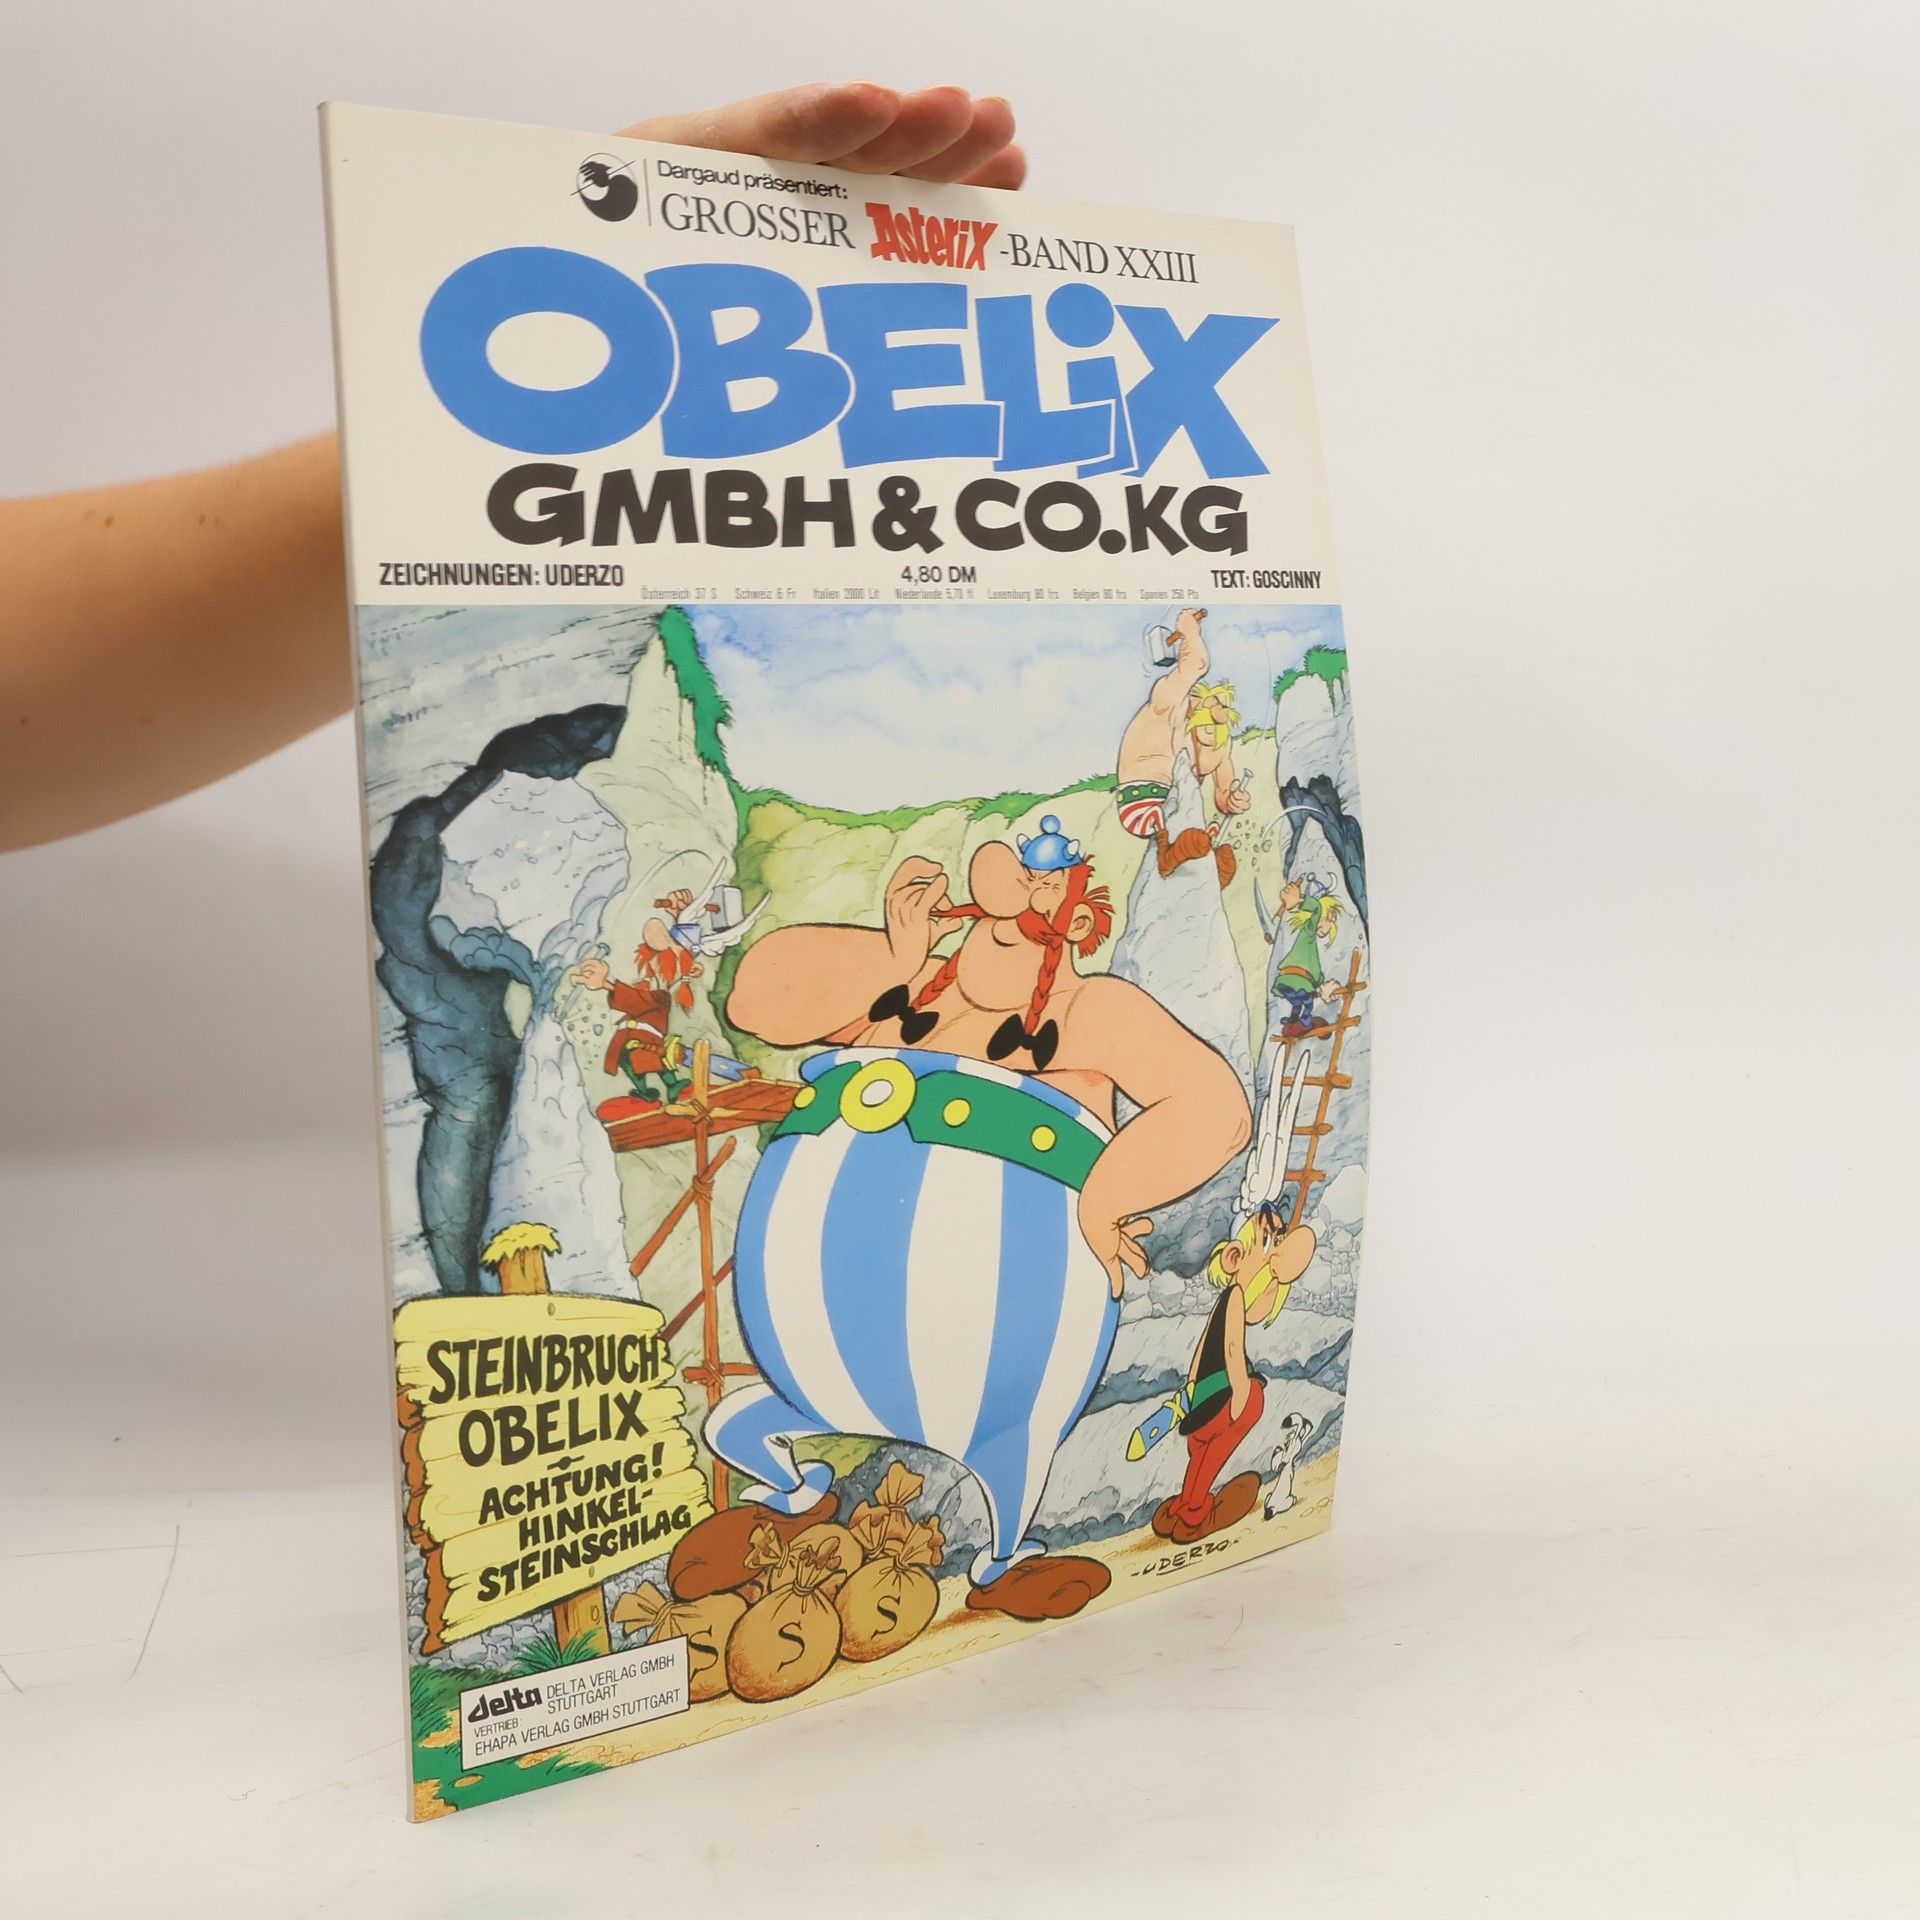 Dargaud präsentiert:
GROSSER Asterix -BAND XXIII
OBELiX
GMBH & CO.KG
ZEICHNUNGEN: UDERZO 4,80 DM TEXT: GOSCINNY
Österreich 37 S Schweiz 6 Fr Italien 2000 Lit Niederlande 5,70 fl Luxemburg 80 frs Belgien 80 frs Spanien 250 Pts
STEINBRUCH
OBELIX
ACHTUNG!
HINKEL-
STEINSCHLAG
-UDERZO-
S S S
delta DELTA VERLAG GMBH
STUTTGART
VERTRIEB:
EHAPA VERLAG GMBH STUTTGART